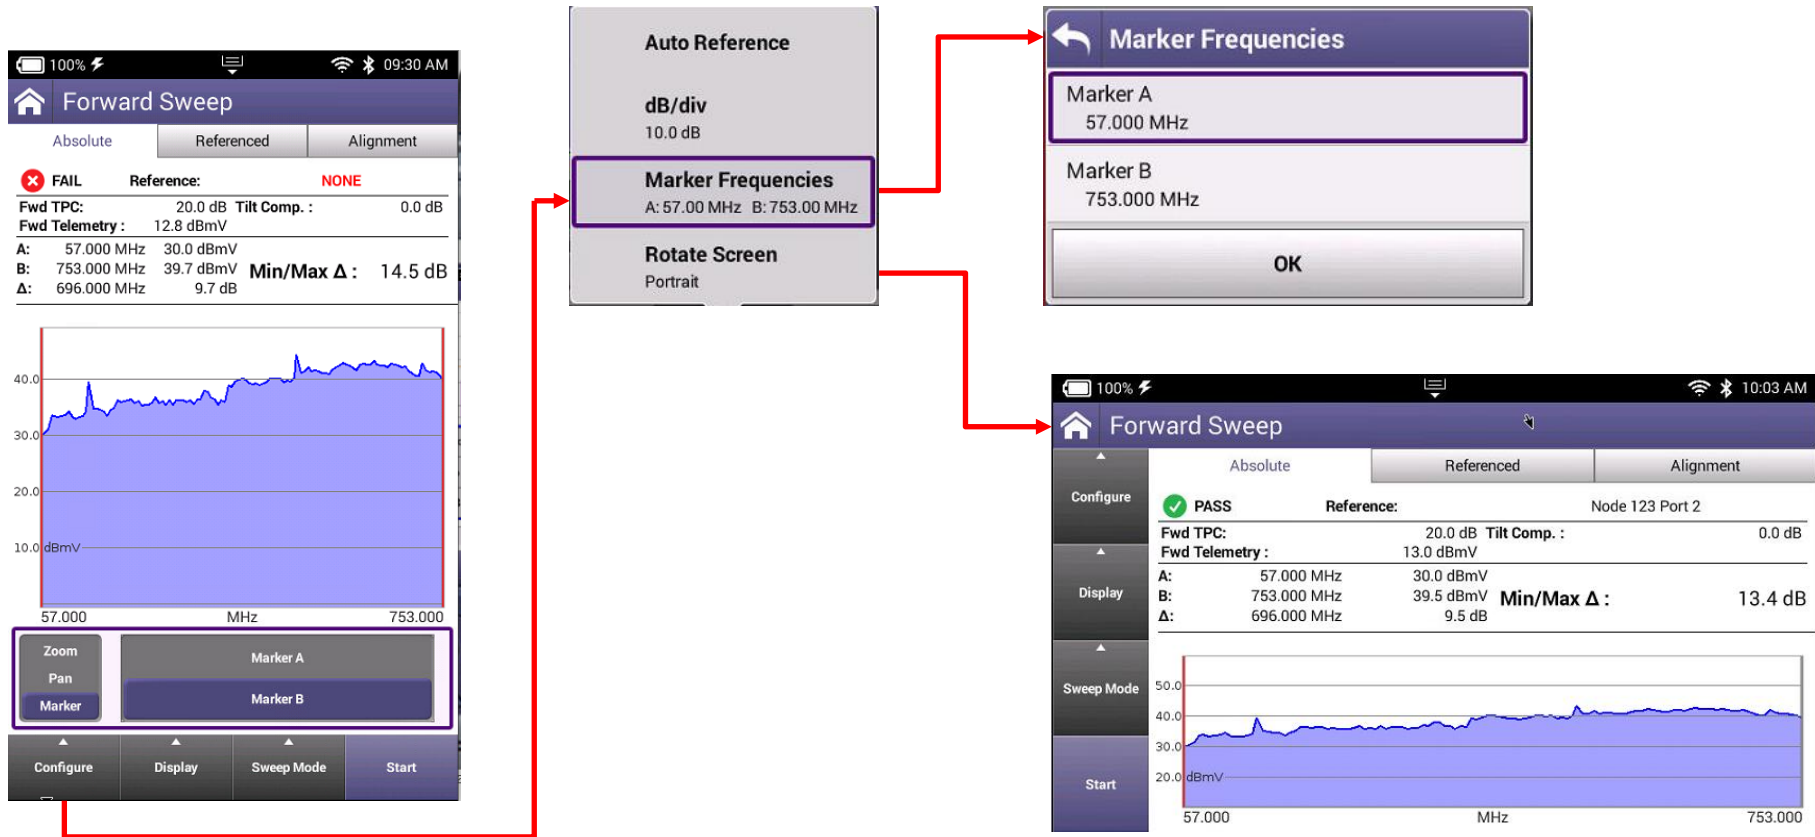 100%
09:30 AM
Forward Sweep
Absolute Referenced Alignment
FAIL Reference: NONE
Fwd TPC: 20.0 dB Tilt Comp. : 0.0 dB
Fwd Telemetry : 12.8 dBmV
A: 57.000 MHz 30.0 dBmV
B: 753.000 MHz 39.7 dBmV Min/Max Δ : 14.5 dB
Δ: 696.000 MHz 9.7 dB
40.0
30.0
20.0
10.0 dBmV
57.000 MHz 753.000
Zoom
Pan
Marker
Marker A
Marker B
Configure Display Sweep Mode Start
Auto Reference
dB/div
10.0 dB
Marker Frequencies
A: 57.00 MHz B: 753.00 MHz
Rotate Screen
Portrait
Marker Frequencies
Marker A
57.000 MHz
Marker B
753.000 MHz
OK
100%
10:03 AM
Forward Sweep
Configure
Display
Sweep Mode
Start
Absolute Referenced Alignment
PASS Reference: Node 123 Port 2
Fwd TPC: 20.0 dB Tilt Comp. : 0.0 dB
Fwd Telemetry : 13.0 dBmV
A: 57.000 MHz 30.0 dBmV
B: 753.000 MHz 39.5 dBmV Min/Max Δ : 13.4 dB
Δ: 696.000 MHz 9.5 dB
50.0
40.0
30.0
20.0 dBmV
57.000 MHz 753.000